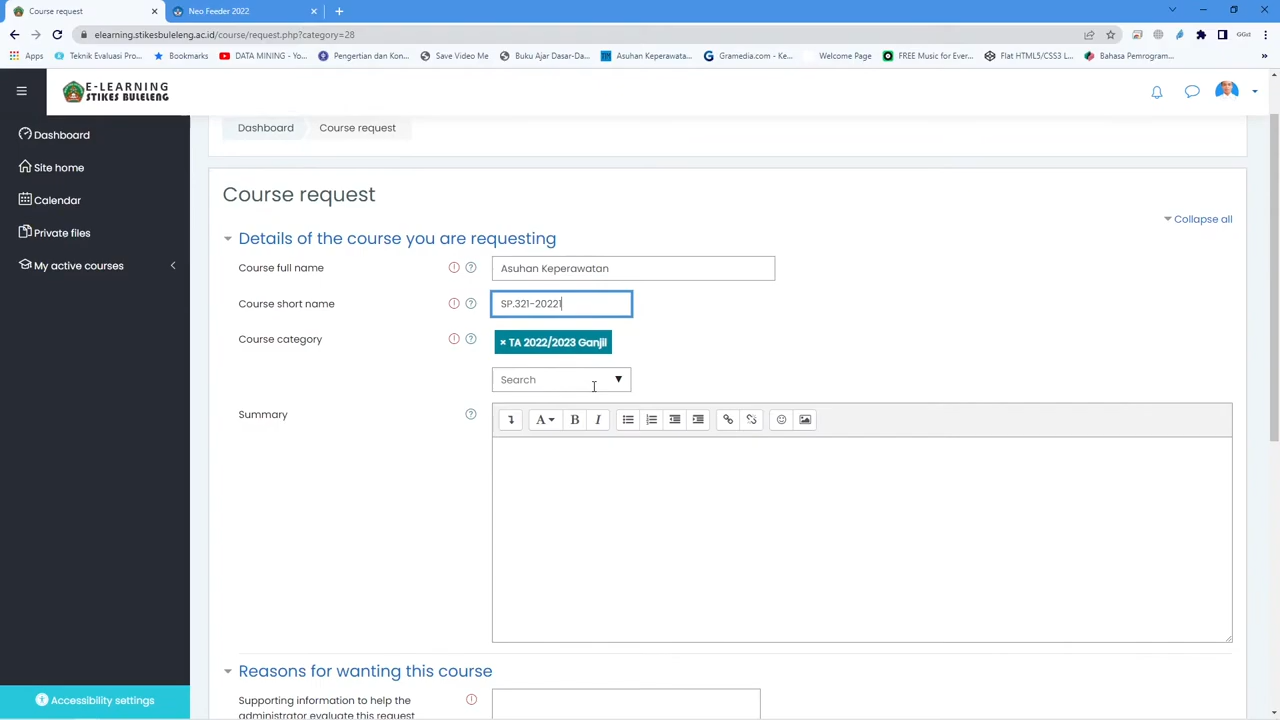 Course request
Neo Feeder 2022
elearning.stikesbuleleng.ac.id/course/request.php?category=28
Apps
Teknik Evaluasi Pro...
Bookmarks
DATA MINING - Yo...
Pengertian dan Kon...
Save Video Me
Buku Ajar Dasar-Da...
Asuhan Keperawata...
Gramedia.com - Ke...
Welcome Page
FREE Music for Ever...
Flat HTML5/CSS3 L...
Bahasa Pemrogram...
E-LEARNING
STIKES BULELENG
Dashboard
Site home
Calendar
Private files
My active courses
Accessibility settings
Dashboard
Course request
Course request
Collapse all
Details of the course you are requesting
Course full name
Asuhan Keperawatan
Course short name
SP.321-20221
Course category
× TA 2022/2023 Ganjil
Search
Summary
Reasons for wanting this course
Supporting information to help the
administrator evaluate this request